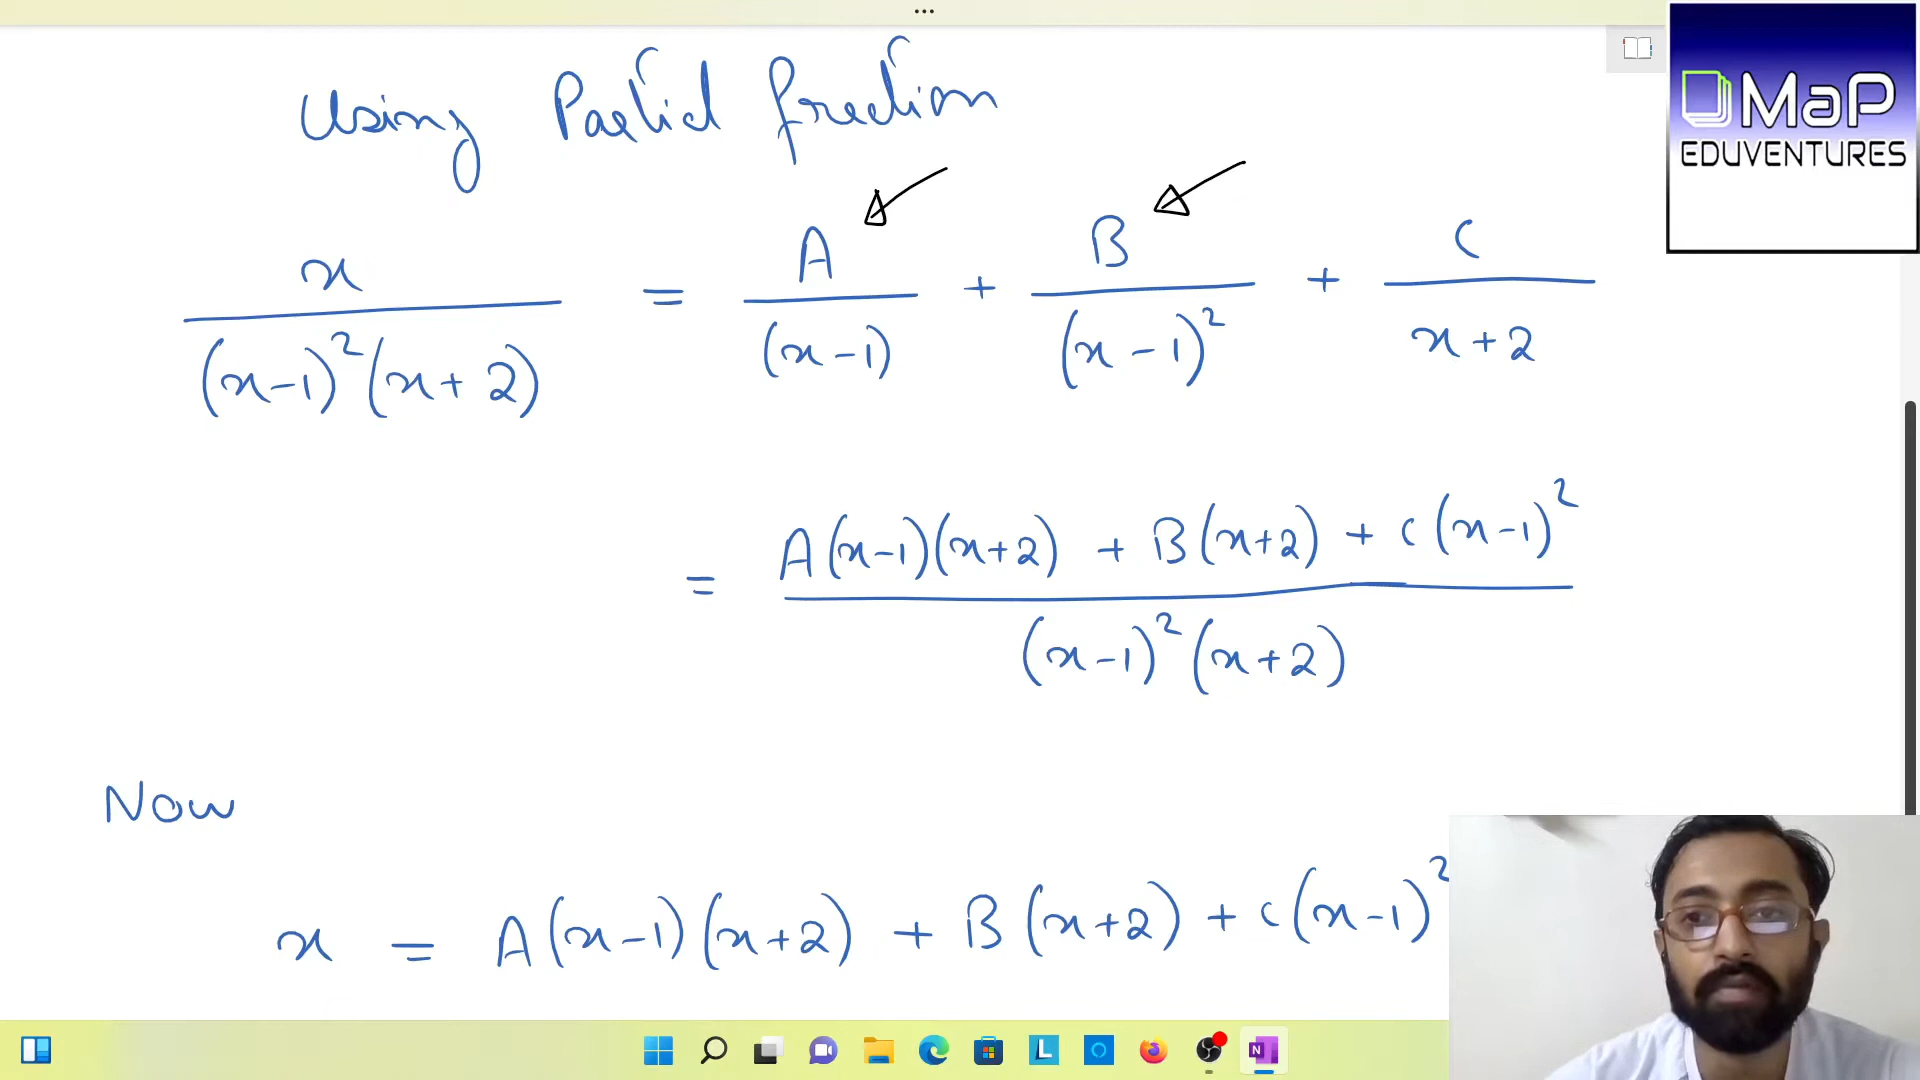 ...
MaP
EDUVENTURES
Using Partial fraction
x/((x-1)²(x+2)) = A/(x-1) + B/(x-1)² + C/(x+2)
= (A(x-1)(x+2) + B(x+2) + C(x-1)²)/((x-1)²(x+2))
Now
x = A(x-1)(x+2) + B(x+2) + C(x-1)²
L
N